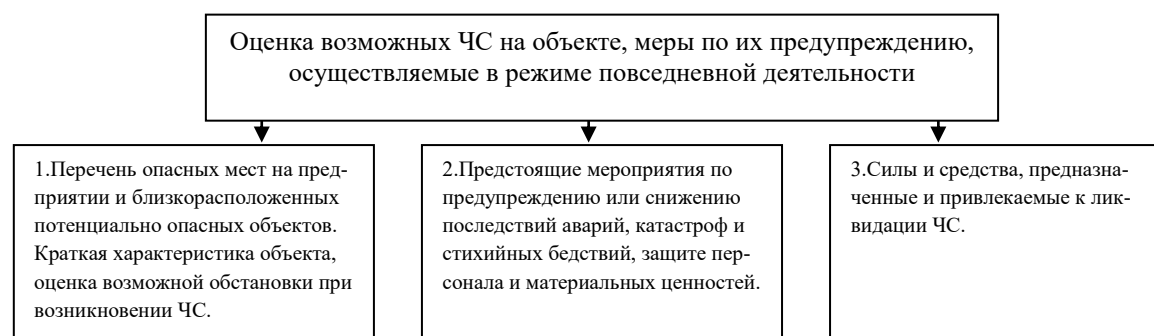 Оценка возможных ЧС на объекте, меры по их предупреждению,
осуществляемые в режиме повседневной деятельности
1.Перечень опасных мест на пред-
приятии и близкорасположенных
потенциально опасных объектов.
Краткая характеристика объекта,
оценка возможной обстановки при
возникновении ЧС.
2.Предстоящие мероприятия по
предупреждению или снижению
последствий аварий, катастроф и
стихийных бедствий, защите пер-
сонала и материальных ценностей.
3.Силы и средства, предназна-
ченные и привлекаемые к лик-
видации ЧС.